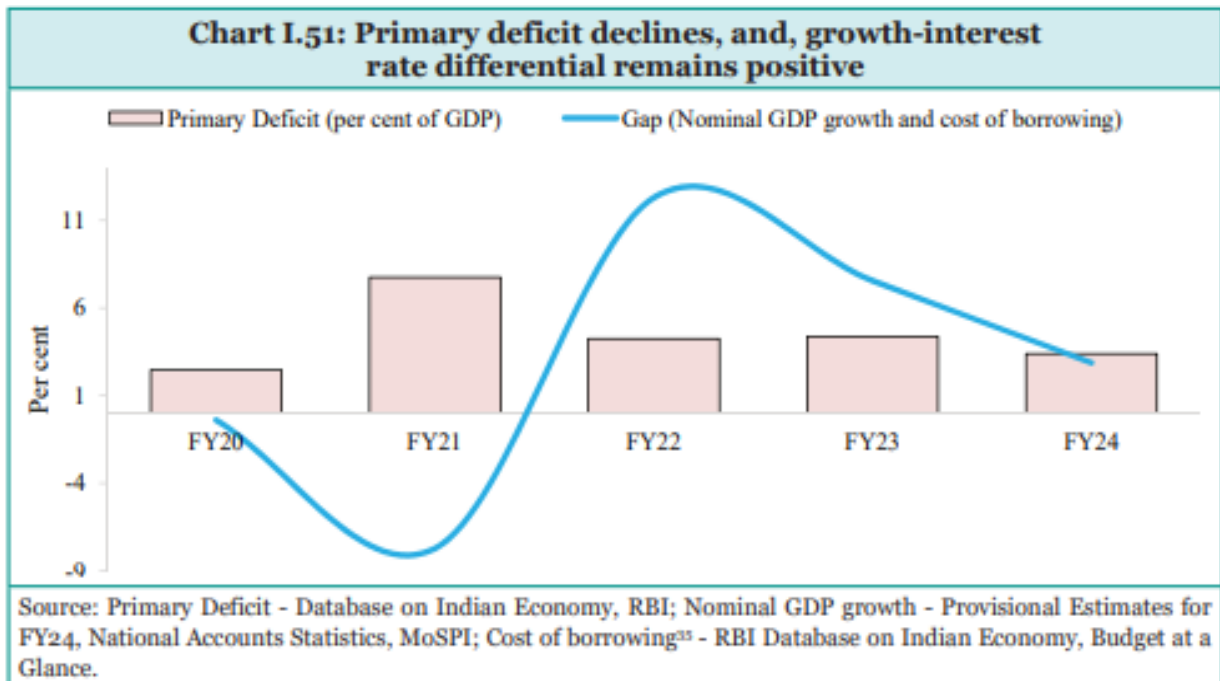 Chart I.51: Primary deficit declines, and, growth-interest
rate differential remains positive
Primary Deficit (per cent of GDP)
Gap (Nominal GDP growth and cost of borrowing)
Per cent
11
6
1
-4
-9
FY20
FY21
FY22
FY23
FY24
Source: Primary Deficit - Database on Indian Economy, RBI; Nominal GDP growth - Provisional Estimates for
FY24, National Accounts Statistics, MoSPI; Cost of borrowing³⁵ - RBI Database on Indian Economy, Budget at a
Glance.